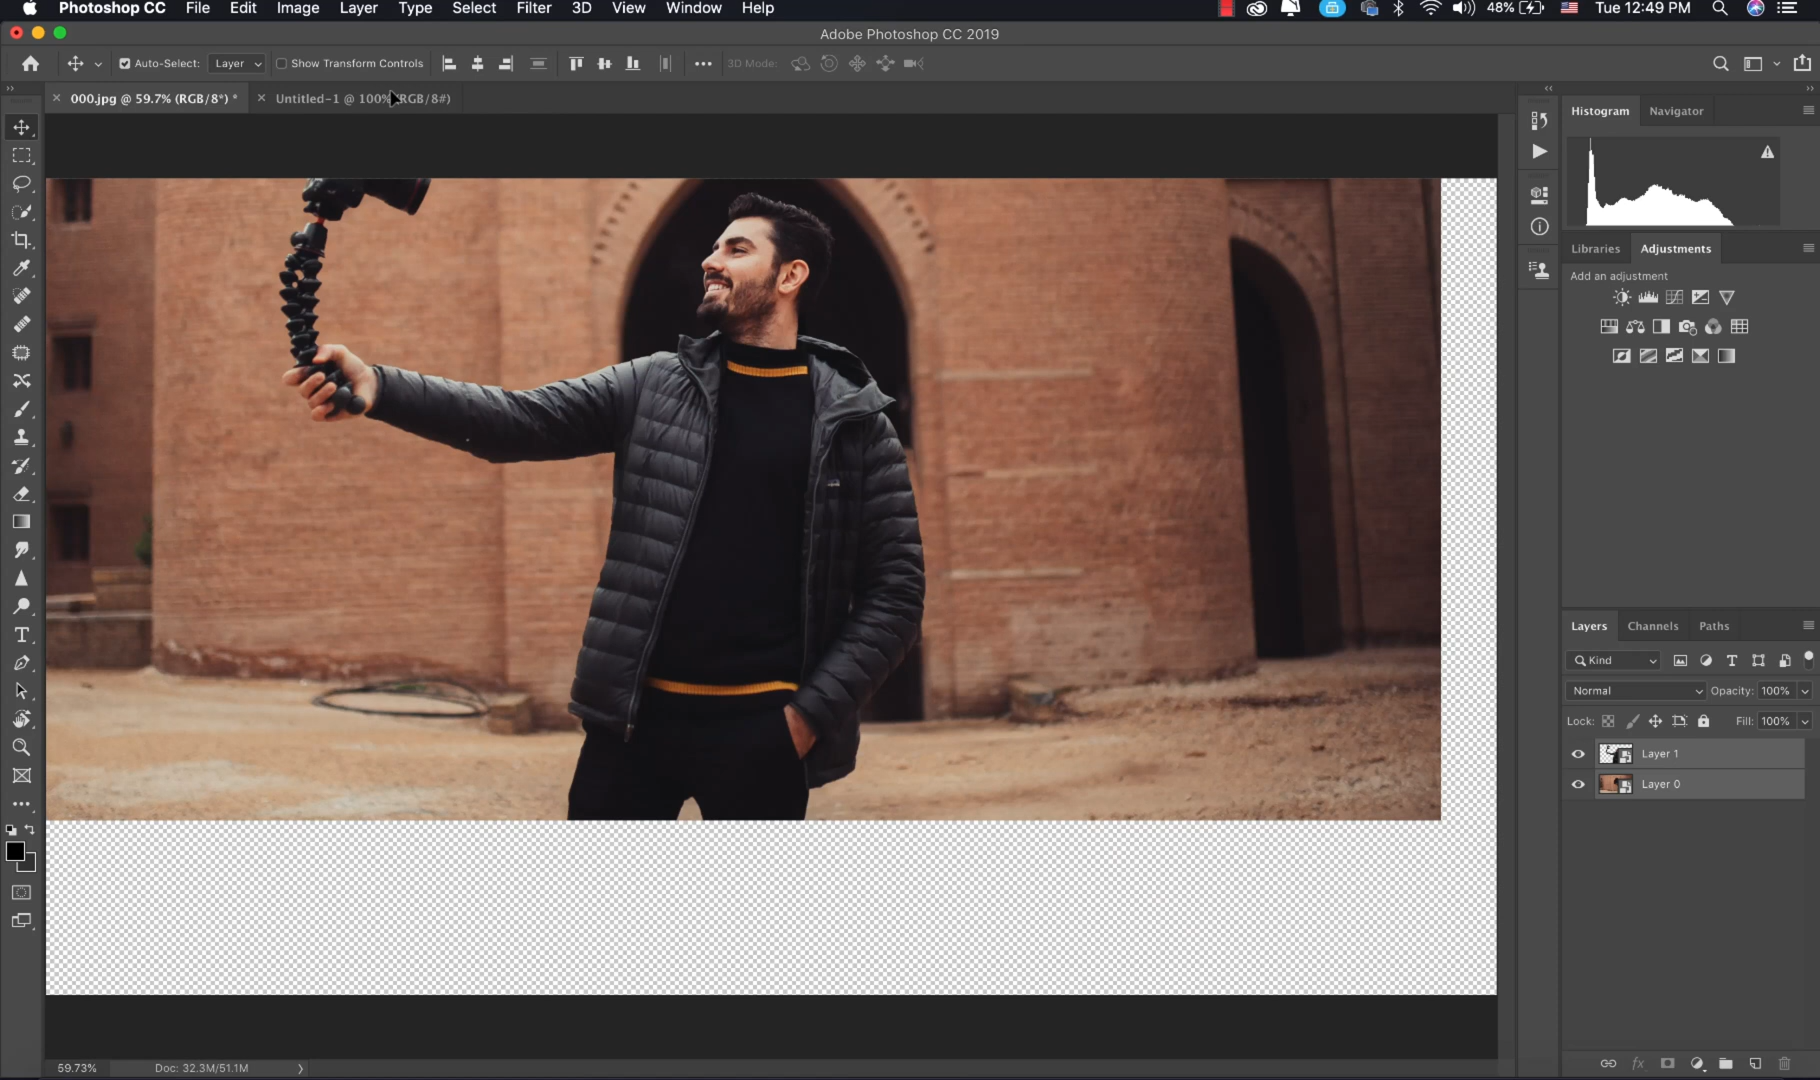 Photoshop CC File Edit Image Layer Type Select Filter 3D View Window Help 48% Tue 12:49 PM
Adobe Photoshop CC 2019
Auto-Select: Layer Show Transform Controls 3D Mode:
000.jpg @ 59.7% (RGB/8*) * Untitled-1 @ 100% RGB/8#)
Histogram Navigator
Libraries Adjustments
Add an adjustment
Layers Channels Paths
Kind
Normal Opacity: 100%
Lock: Fill: 100%
Layer 1
Layer 0
fx
59.73% Doc: 32.3M/51.1M